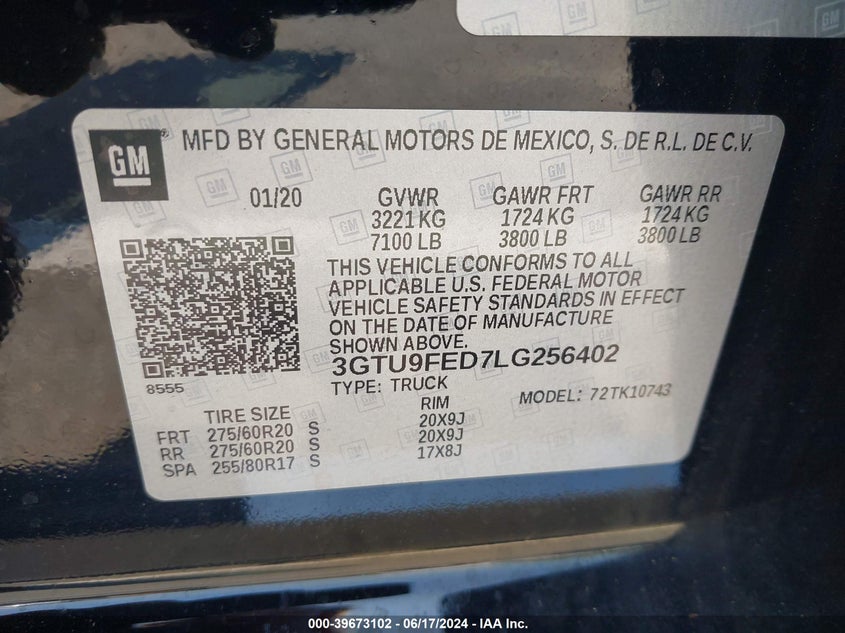 GM
MFD BY GENERAL MOTORS DE MEXICO, S. DE R.L. DE C.V.
01/20
GVWR GAWR FRT GAWR RR
3221 KG 1724 KG 1724 KG
7100 LB 3800 LB 3800 LB
THIS VEHICLE CONFORMS TO ALL
APPLICABLE U.S. FEDERAL MOTOR
VEHICLE SAFETY STANDARDS IN EFFECT
ON THE DATE OF MANUFACTURE
SHOWN ABOVE.
3GTU9FED7LG256402
8555
TYPE: TRUCK MODEL: 72TK10743
TIRE SIZE RIM
FRT 275/60R20 S 20X9J
RR 275/60R20 S 20X9J
SPA 255/80R17 S 17X8J
000-39673102 - 06/17/2024 - IAA Inc.